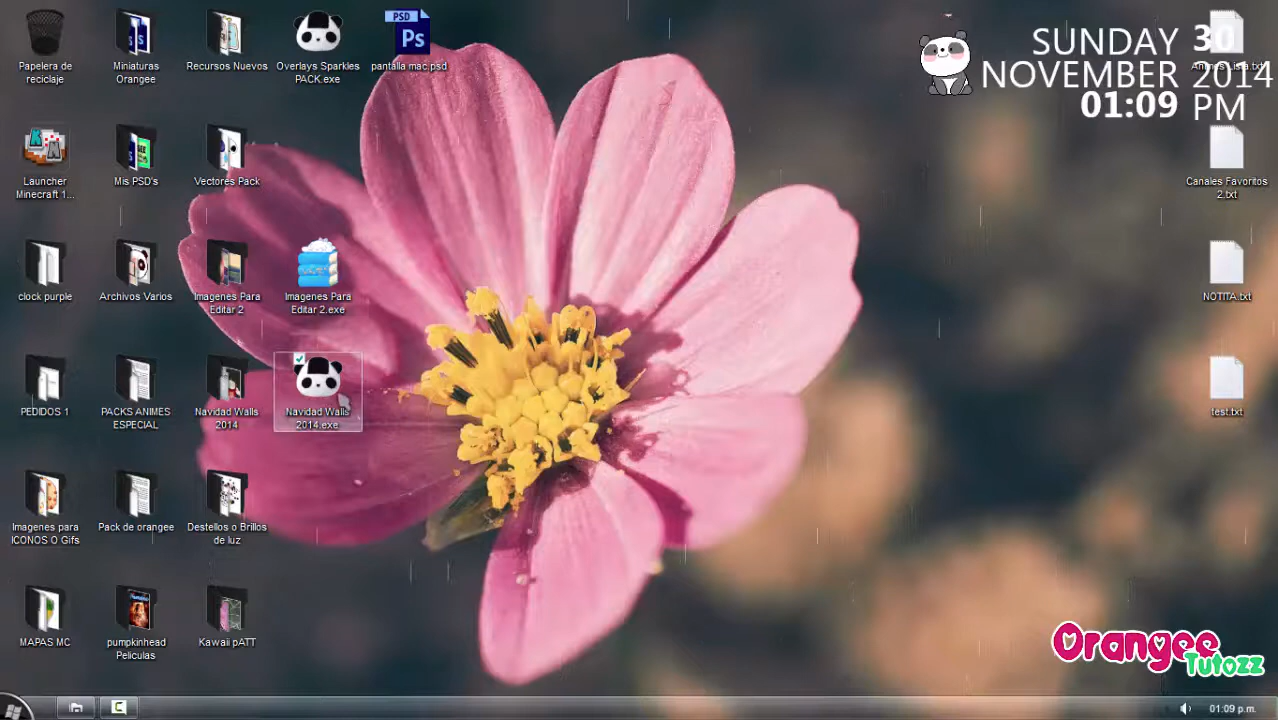 Papelera de
reciclaje
Miniaturas
Orangee
Recursos Nuevos
Overlays Sparkles
PACK.exe
PSD
Ps
pantalla mac.psd
SUNDAY 30
NOVEMBER 2014
01:09 PM
Animes Lista.txt
Launcher
Minecraft 1...
Mis PSD's
Vectores Pack
Canales Favoritos
2.txt
clock purple
Archivos Varios
Imagenes Para
Editar 2
Imagenes Para
Editar 2.exe
NOTITA.txt
PEDIDOS 1
PACKS ANIMES
ESPECIAL
Navidad Walls
2014
Navidad Walls
2014.exe
test.txt
Imagenes para
ICONOS O Gifs
Pack de orangee
Destellos o Brillos
de luz
MAPAS MC
pumpkinhead
Peliculas
Kawaii pATT
Orangee
Tutozz
01:09 p.m.